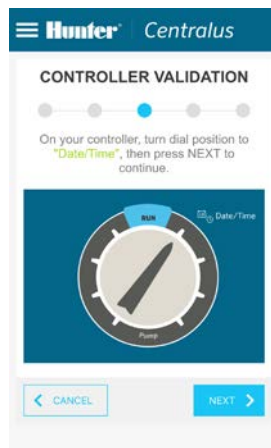 Hunter® Centralus
CONTROLLER VALIDATION
On your controller, turn dial position to
"Date/Time", then press NEXT to
continue.
RUN
Date/Time
Pump
CANCEL
NEXT